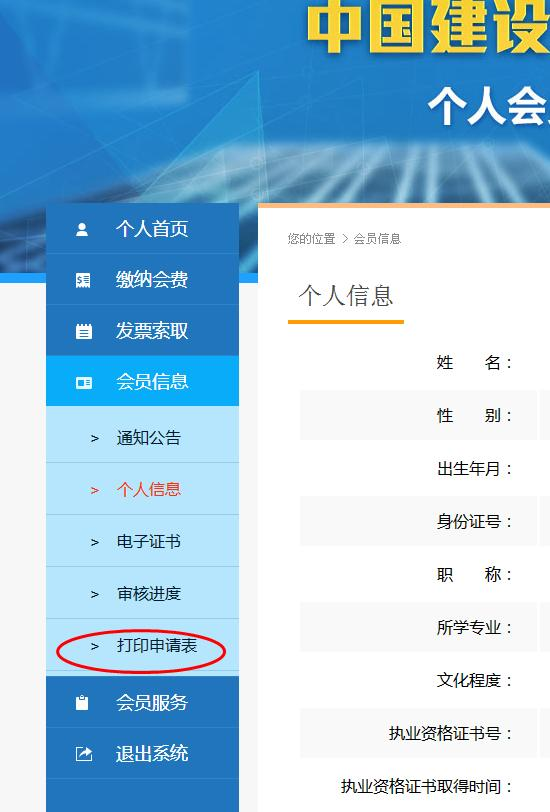 中国建设
个人会
个人首页
缴纳会费
发票索取
会员信息
> 通知公告
> 个人信息
> 电子证书
> 审核进度
> 打印申请表
会员服务
退出系统
您的位置 > 会员信息
个人信息
姓 名：
性 别：
出生年月：
身份证号：
职 称：
所学专业：
文化程度：
执业资格证书号：
执业资格证书取得时间：